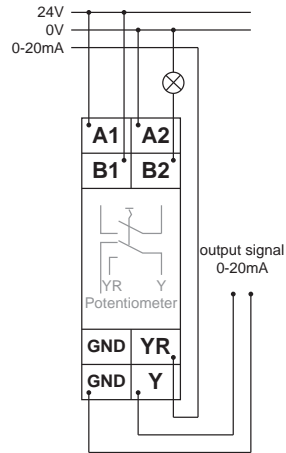 24V
0V
0-20mA
A1 A2
B1 B2
YR Y
Potentiometer
output signal
0-20mA
GND YR
GND Y